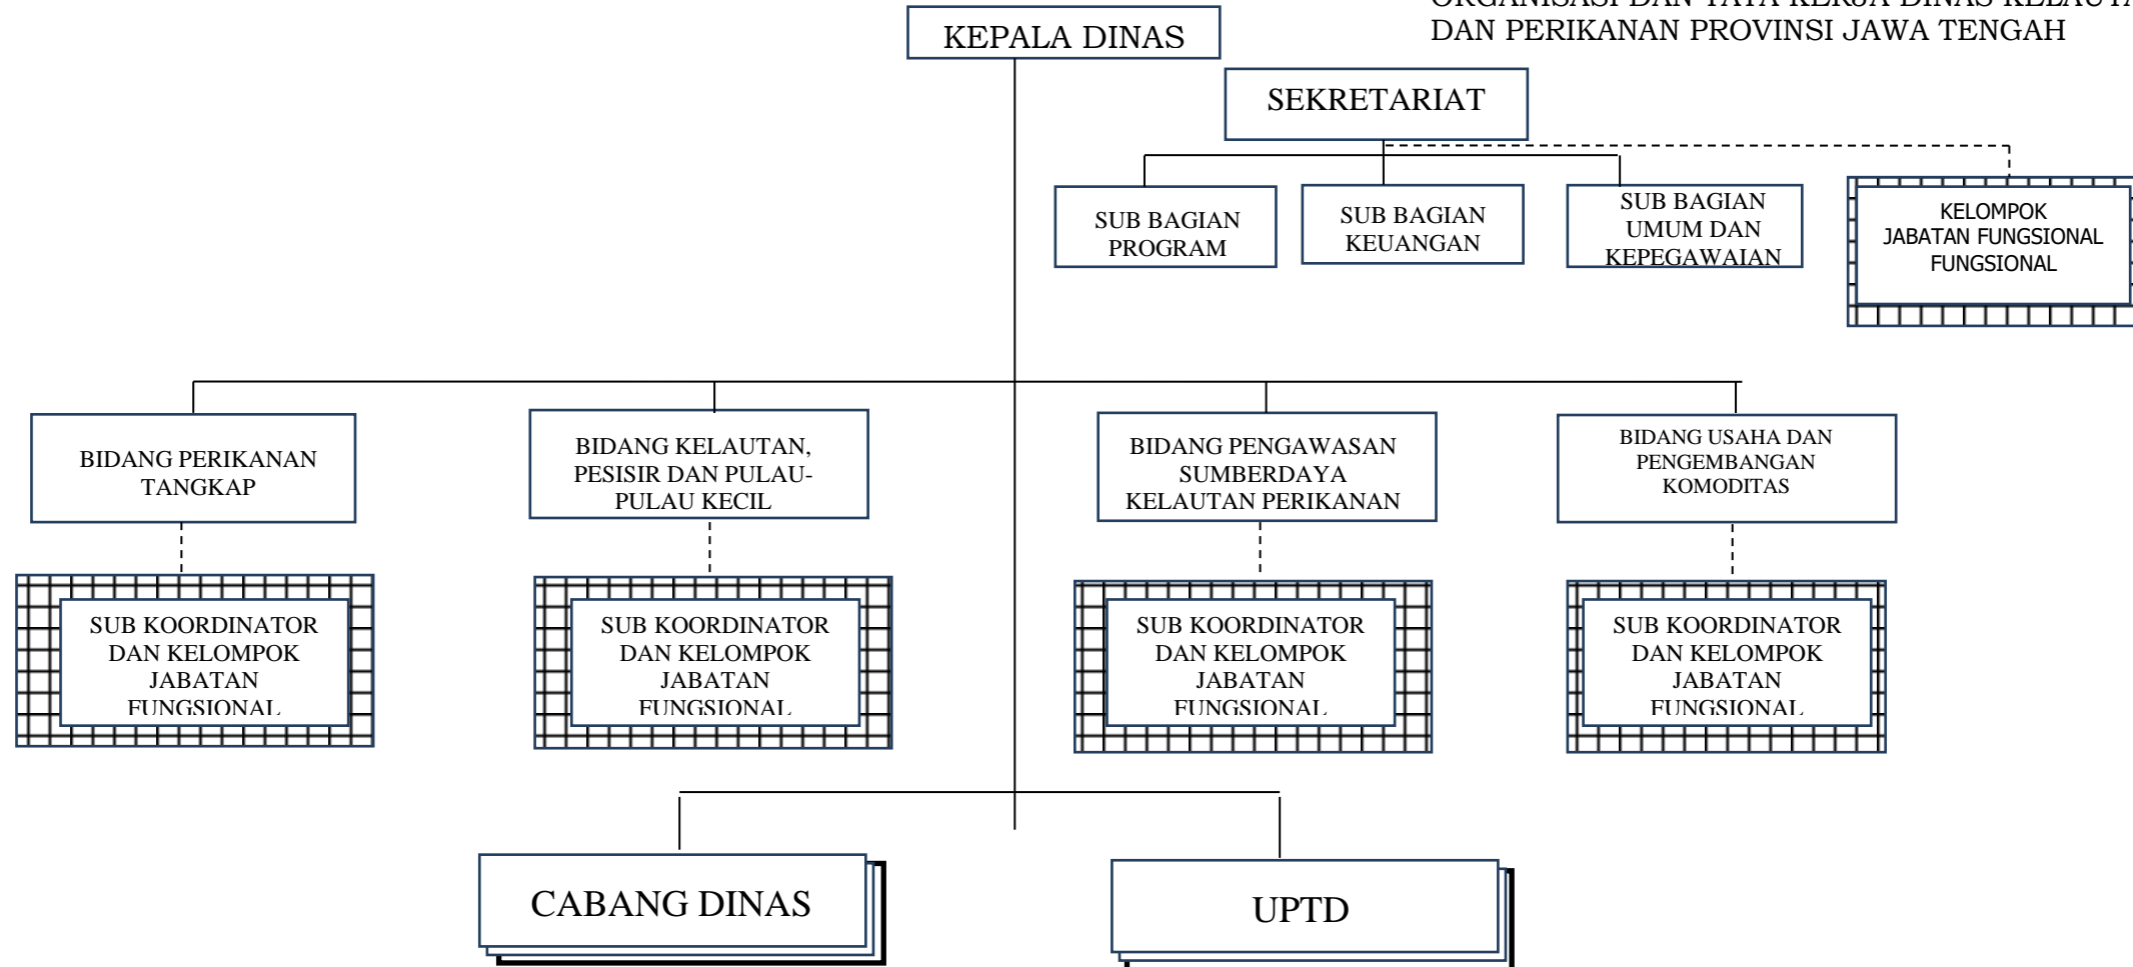 DAN PERIKANAN PROVINSI JAWA TENGAH
KEPALA DINAS
SEKRETARIAT
SUB BAGIAN
PROGRAM
SUB BAGIAN
KEUANGAN
SUB BAGIAN
UMUM DAN
KEPEGAWAIAN
KELOMPOK
JABATAN FUNGSIONAL
FUNGSIONAL
BIDANG PERIKANAN
TANGKAP
BIDANG KELAUTAN,
PESISIR DAN PULAU-
PULAU KECIL
BIDANG PENGAWASAN
SUMBERDAYA
KELAUTAN PERIKANAN
BIDANG USAHA DAN
PENGEMBANGAN
KOMODITAS
SUB KOORDINATOR
DAN KELOMPOK
JABATAN
FUNGSIONAL
SUB KOORDINATOR
DAN KELOMPOK
JABATAN
FUNGSIONAL
SUB KOORDINATOR
DAN KELOMPOK
JABATAN
FUNGSIONAL
SUB KOORDINATOR
DAN KELOMPOK
JABATAN
FUNGSIONAL
CABANG DINAS
UPTD